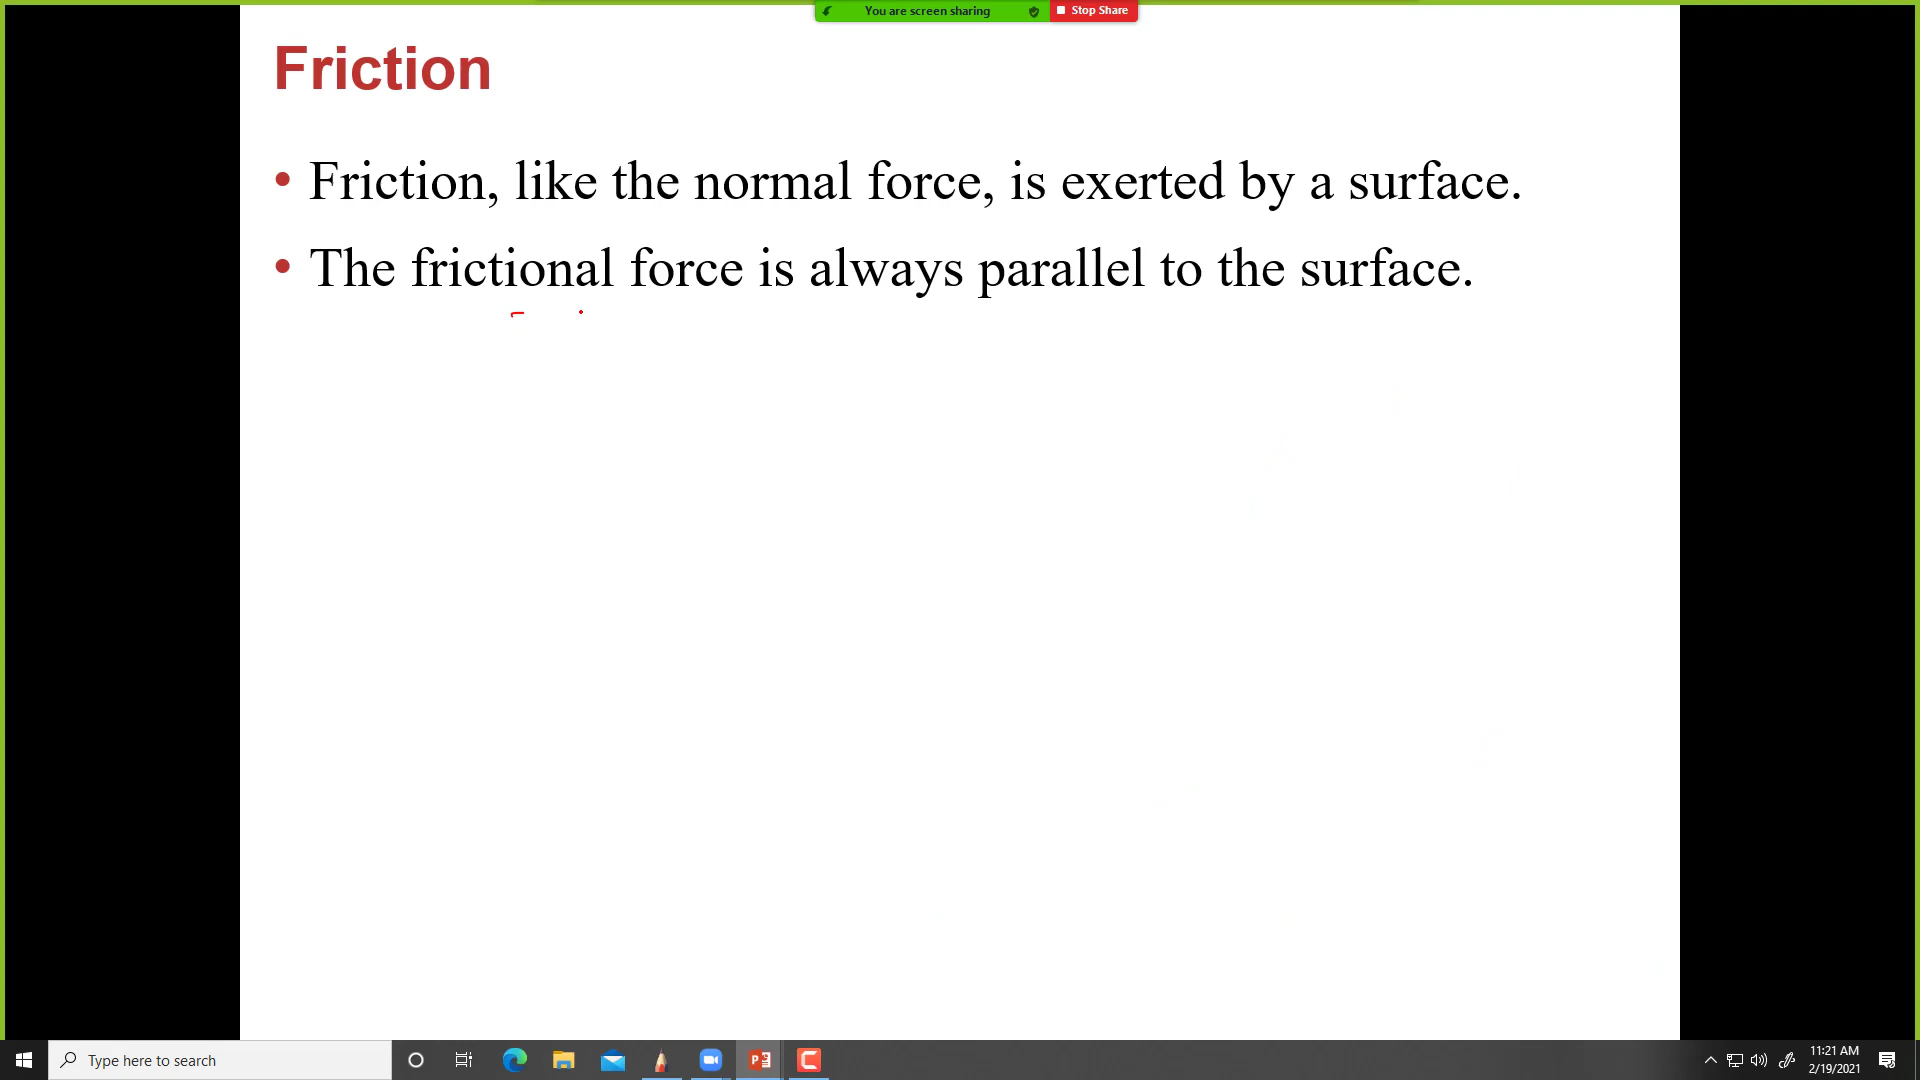 You are screen sharing
Stop Share
Friction
• Friction, like the normal force, is exerted by a surface.
• The frictional force is always parallel to the surface.
Type here to search
11:21 AM
2/19/2021